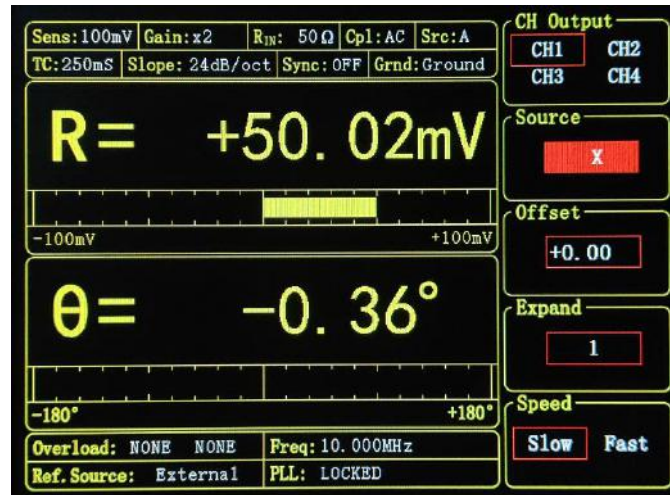 Sens:100mV Gain:x2 RIN: 50Ω Cpl:AC Src:A
TC:250mS Slope: 24dB/oct Sync:OFF Grnd:Ground
R= +50.02mV
-100mV +100mV
θ= -0.36°
-180° +180°
Overload: NONE NONE Freq:10.000MHz
Ref.Source: External PLL: LOCKED
CH Output
CH1 CH2
CH3 CH4
Source
X
Offset
+0.00
Expand
1
Speed
Slow Fast